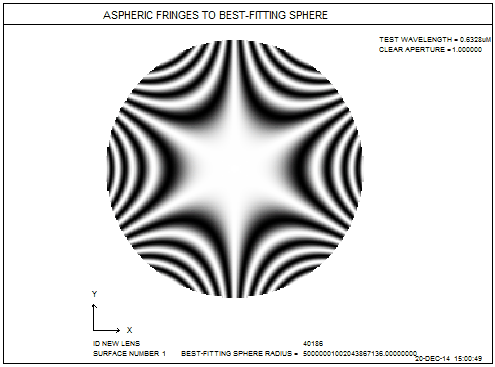 ASPHERIC FRINGES TO BEST-FITTING SPHERE
TEST WAVELENGTH = 0.6328uM
CLEAR APERTURE = 1.000000
Y
X
ID NEW LENS 40186
SURFACE NUMBER 1 BEST-FITTING SPHERE RADIUS = 50000001002043867136.00000000
20-DEC-14 15:00:49